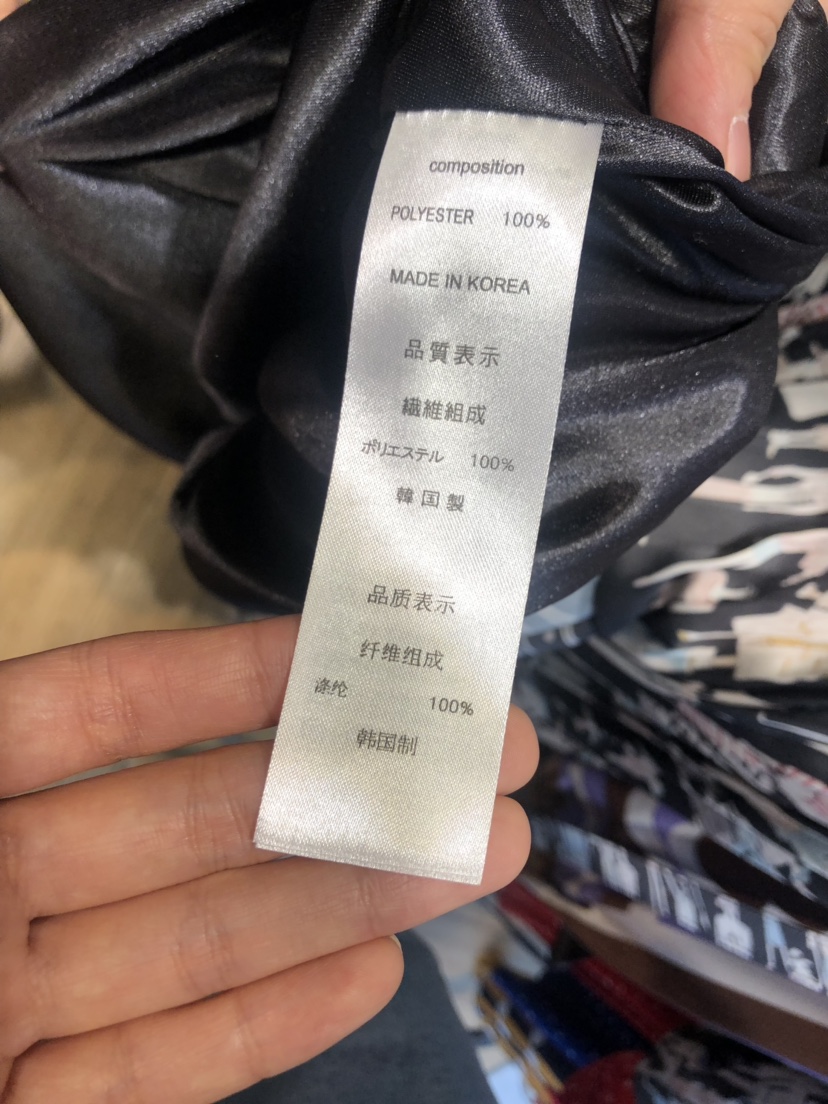 composition
POLYESTER 100%
MADE IN KOREA
品質表示
繊維組成
ポリエステル 100%
韓国製
品质表示
纤维组成
涤纶 100%
韩国制